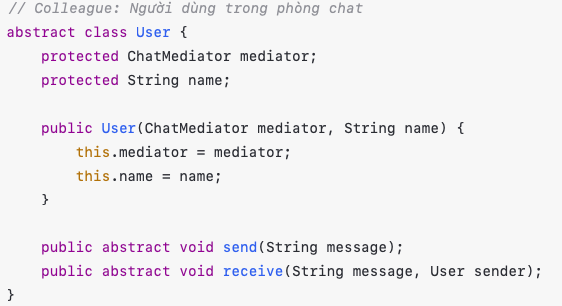 // Colleague: Người dùng trong phòng chat
abstract class User {
    protected ChatMediator mediator;
    protected String name;

    public User(ChatMediator mediator, String name) {
        this.mediator = mediator;
        this.name = name;
    }

    public abstract void send(String message);
    public abstract void receive(String message, User sender);
}